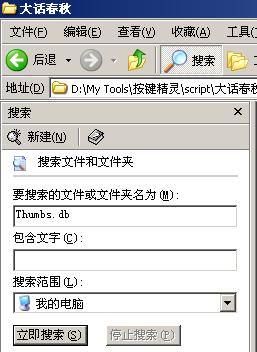 大话春秋
文件(F) 编辑(E) 查看(V) 收藏(A) 工具
后退 搜索
地址(D) D:\My Tools\按键精灵\script\大话春
搜索
新建(N)
搜索文件和文件夹
要搜索的文件或文件夹名为(M):
Thumbs.db
包含文字(C):
搜索范围(L):
我的电脑
立即搜索(S) 停止搜索(P)